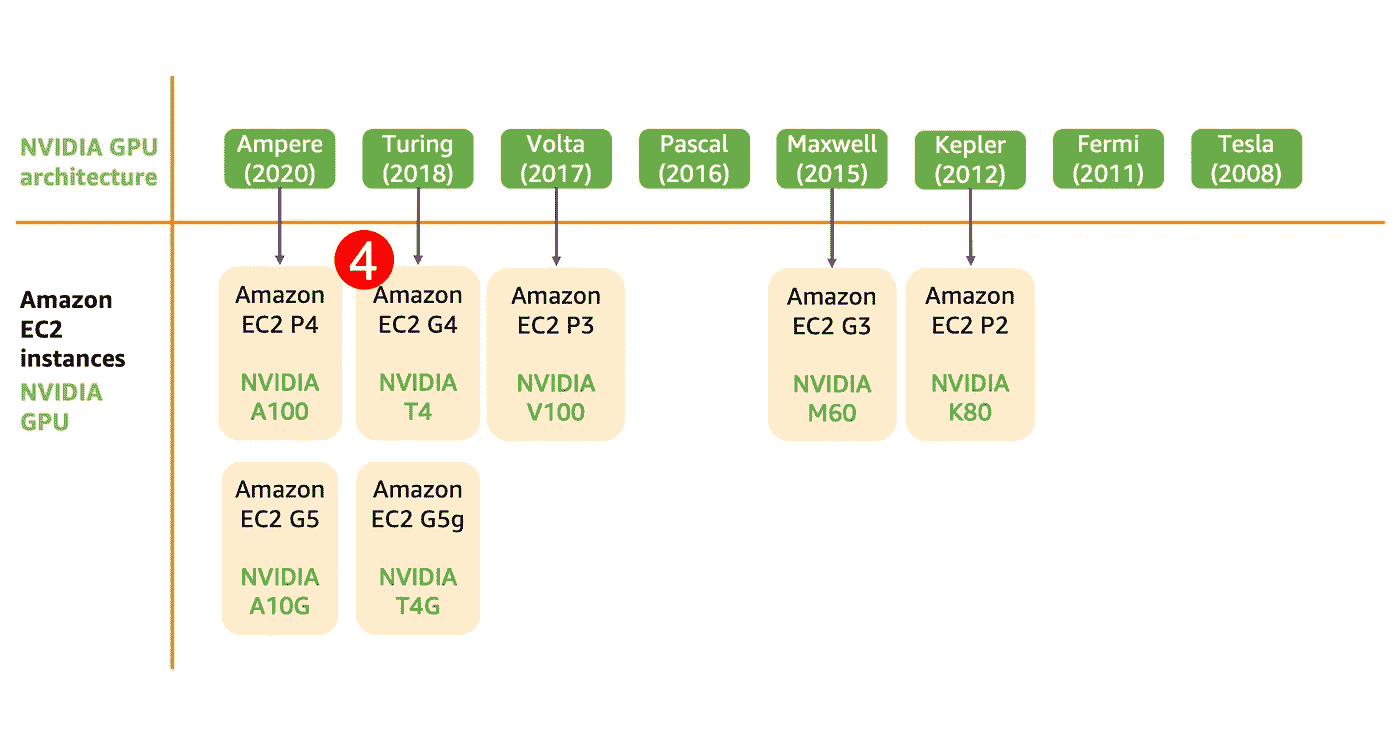 NVIDIA GPU
architecture
Ampere
(2020)
Turing
(2018)
Volta
(2017)
Pascal
(2016)
Maxwell
(2015)
Kepler
(2012)
Fermi
(2011)
Tesla
(2008)
Amazon
EC2
instances
NVIDIA
GPU
Amazon
EC2 P4
NVIDIA
A100
4
Amazon
EC2 G4
NVIDIA
T4
Amazon
EC2 P3
NVIDIA
V100
Amazon
EC2 G3
NVIDIA
M60
Amazon
EC2 P2
NVIDIA
K80
Amazon
EC2 G5
NVIDIA
A10G
Amazon
EC2 G5g
NVIDIA
T4G